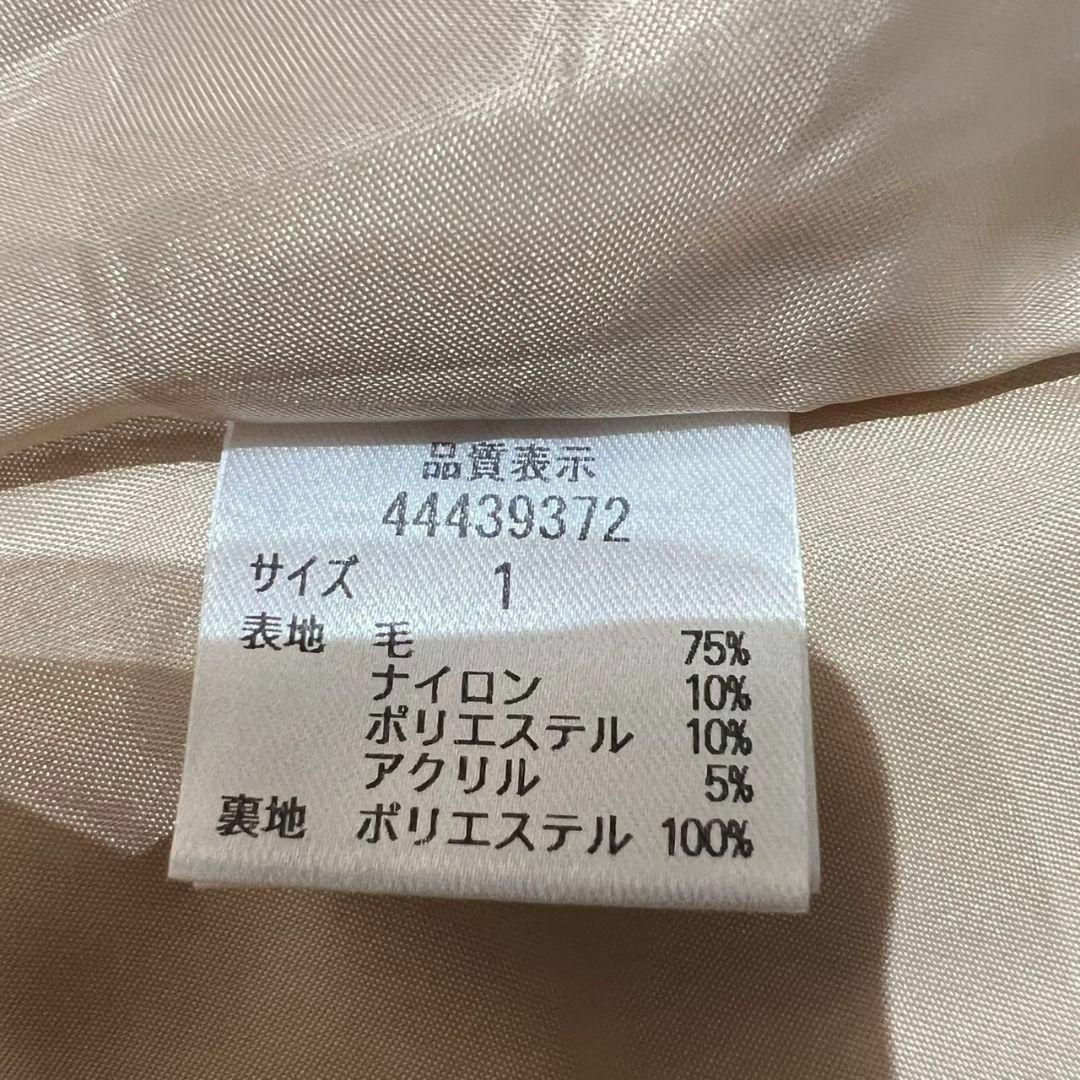 品質表示
44439372
サイズ 1
表地 毛 75%
ナイロン 10%
ポリエステル 10%
アクリル 5%
裏地 ポリエステル 100%